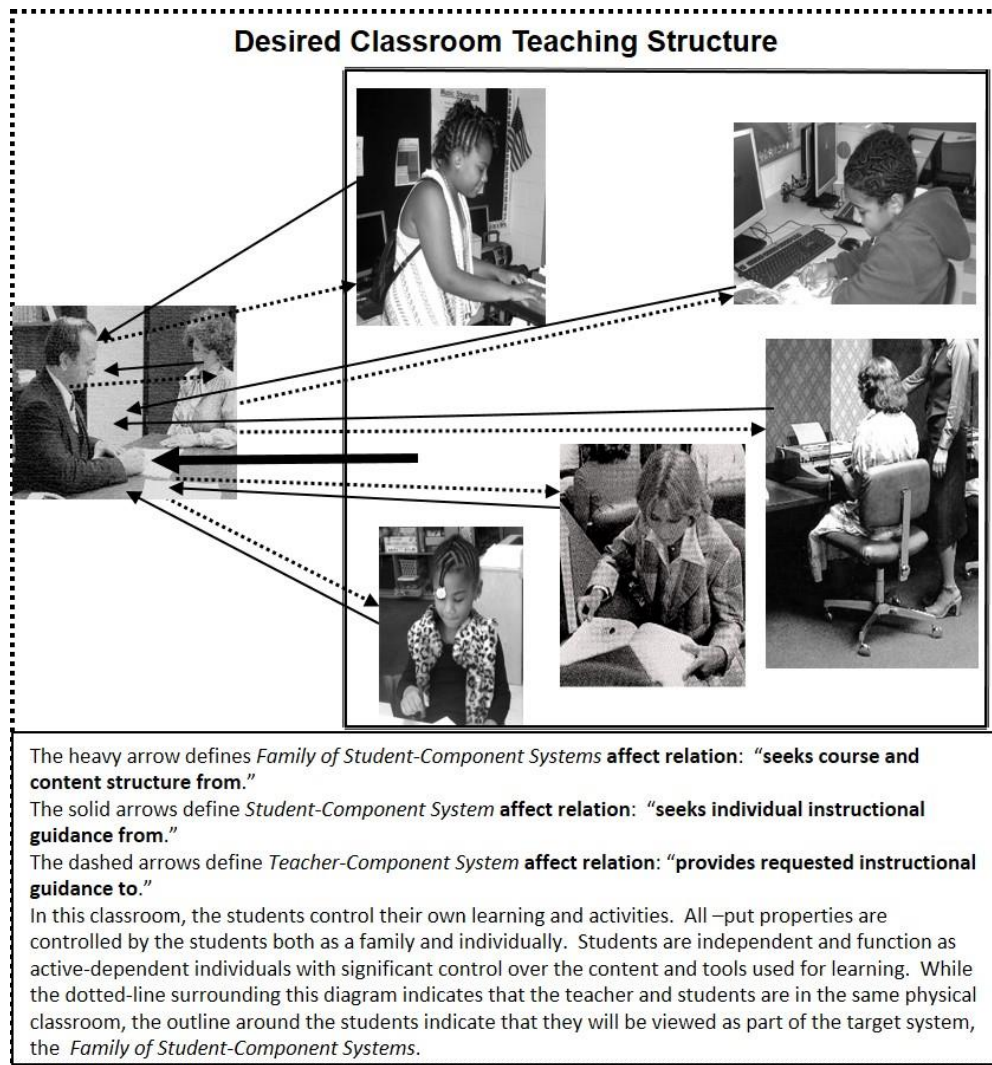 Desired Classroom Teaching Structure
Music Standards
The heavy arrow defines Family of Student-Component Systems affect relation:  “seeks course and
content structure from.”
The solid arrows define Student-Component System affect relation:  “seeks individual instructional
guidance from.”
The dashed arrows define Teacher-Component System affect relation: “provides requested instructional
guidance to.”
In this classroom, the students control their own learning and activities.  All –put properties are
controlled by the students both as a family and individually.  Students are independent and function as
active-dependent individuals with significant control over the content and tools used for learning.  While
the dotted-line surrounding this diagram indicates that the teacher and students are in the same physical
classroom, the outline around the students indicate that they will be viewed as part of the target system,
the  Family of Student-Component Systems.